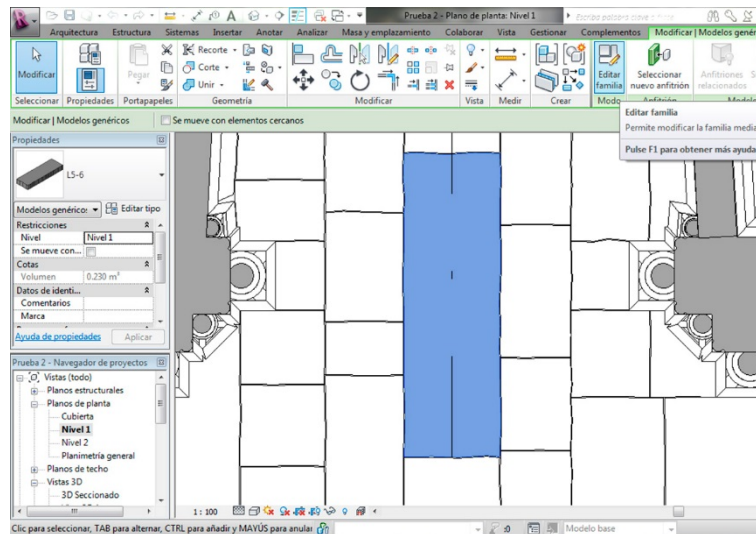 Prueba 2 - Plano de planta: Nivel 1
Escriba palabra clave o frase
Arquitectura Estructura Sistemas Insertar Anotar Analizar Masa y emplazamiento Colaborar Vista Gestionar Complementos Modificar | Modelos genér
Modificar
Pegar
Recorte
Corte
Unir
Editar familia
Seleccionar nuevo anfitrión
Anfitriones relacionados
Seleccionar Propiedades Portapapeles Geometría Modificar Vista Medir Crear Modo Anfitrión Modelo
Modificar | Modelos genéricos
Se mueve con elementos cercanos
Editar familia
Permite modificar la familia media
Pulse F1 para obtener más ayuda
Propiedades
L5-6
Modelos genérico:
Editar tipo
Restricciones
Nivel Nivel 1
Se mueve con...
Cotas
Volumen 0.230 m³
Datos de identi...
Comentarios
Marca
Ayuda de propiedades
Aplicar
Prueba 2 - Navegador de proyectos
Vistas (todo)
Planos estructurales
Planos de planta
Cubierta
Nivel 1
Nivel 2
Planimetría general
Planos de techo
Vistas 3D
3D Seccionado
1 : 100
Clic para seleccionar, TAB para alternar, CTRL para añadir y MAYÚS para anular
:0
Modelo base